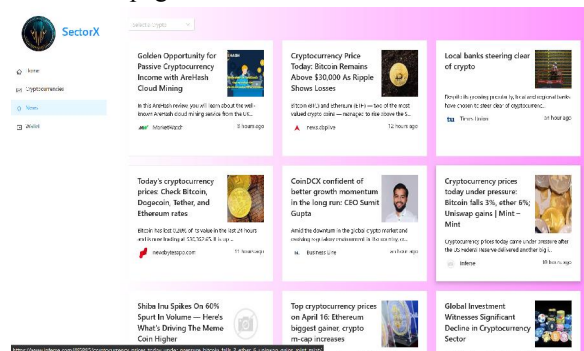 SectorX
Home
Cryptocurrencies
News
Wallet
Select a Crypto
Golden Opportunity for
Passive Cryptocurrency
Income with AreHash
Cloud Mining
In this AreHash review you will learn about the well-
known AreHash cloud mining service from the UK...
MarketWatch
8 hours ago
Cryptocurrency Price
Today: Bitcoin Remains
Above $30,000 As Ripple
Shows Losses
Bitcoin (BTC) and Ethereum (ETH) — two of the most
valued crypto coins — managed to rise above the S...
news.abplive
12 hours ago
Local banks steering clear
of crypto
Despite its growing popularity, local and regional banks
have chosen to steer clear of cryptocurrenc...
tu
Times Union
an hour ago
Today's cryptocurrency
prices: Check Bitcoin,
Dogecoin, Tether, and
Ethereum rates
Bitcoin has lost 0.28% of its value in the last 24 hours
and is now trading at
It is up ...
newsbytesapp.com
11 hours ago
CoinDCX confident of
better growth momentum
in the long run: CEO Sumit
Gupta
Amidst the downturn in the global crypto market and
evolving regulatory environment in the country, cr...
Business Line
an hour ago
Cryptocurrency prices
today under pressure:
Bitcoin falls 3%, ether 6%;
Uniswap gains | Mint –
Mint
Cryptocurrency prices today came under pressure after
the US Federal Reserve delivered another big i...
Inferse
10 hours ago
Shiba Inu Spikes On 60%
Spurt In Volume — Here's
What's Driving The Meme
Coin Higher
Top cryptocurrency prices
on April 16: Ethereum
biggest gainer, crypto
m-cap increases
Global Investment
Witnesses Significant
Decline in Cryptocurrency
Sector